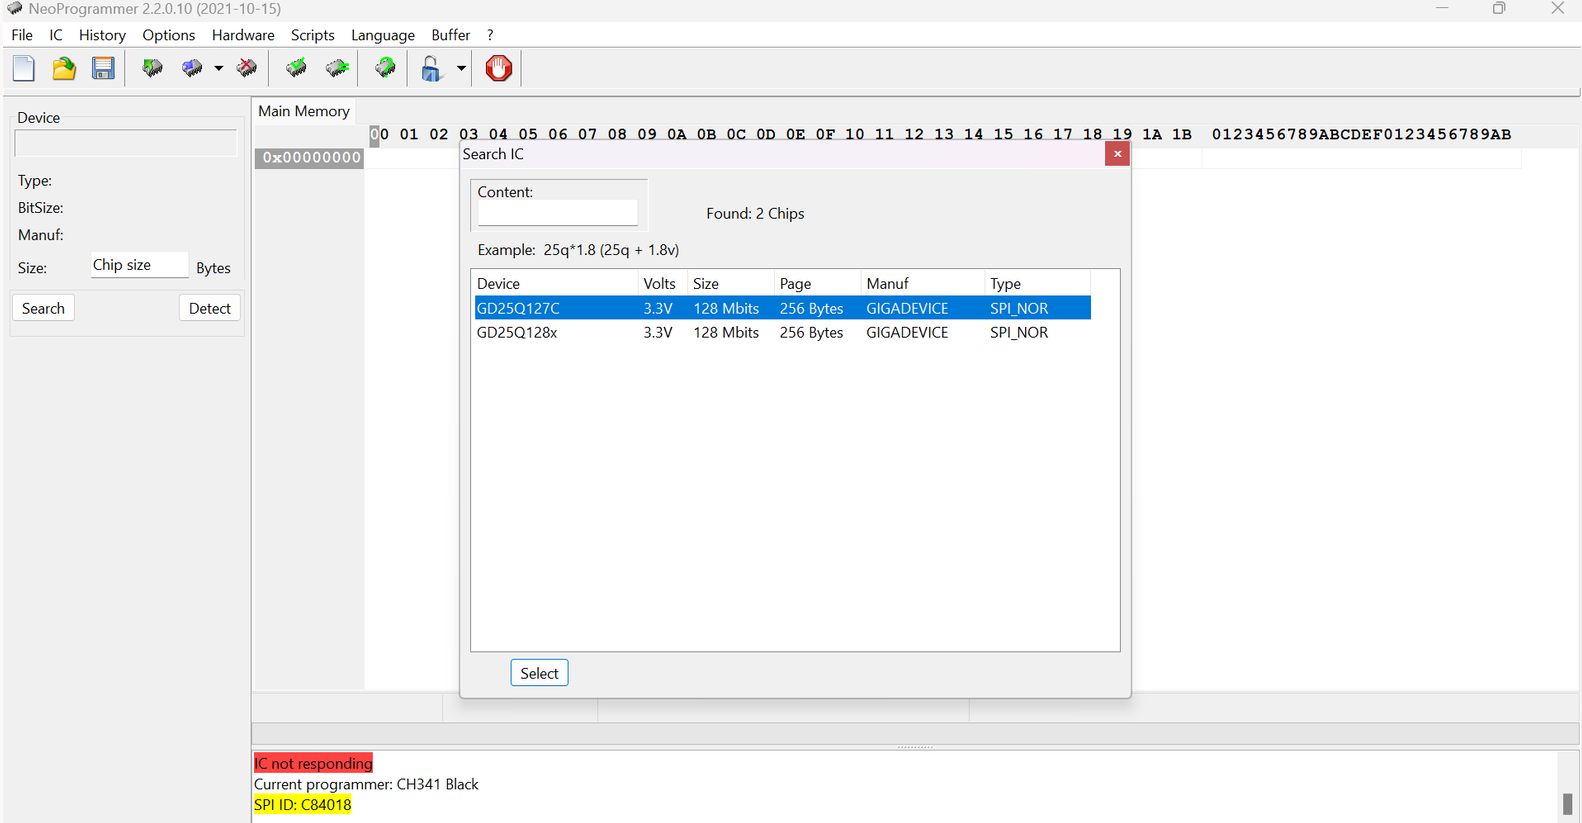 NeoProgrammer 2.2.0.10 (2021-10-15)
File IC History Options Hardware Scripts Language Buffer ?
Device
Type:
BitSize:
Manuf:
Size: Chip size Bytes
Search Detect
Main Memory
00 01 02 03 04 05 06 07 08 09 0A 0B 0C 0D 0E 0F 10 11 12 13 14 15 16 17 18 19 1A 1B 0123456789ABCDEF0123456789AB
0x00000000
Search IC
Content:
Found: 2 Chips
Example: 25q*1.8 (25q + 1.8v)
Device Volts Size Page Manuf Type
GD25Q127C 3.3V 128 Mbits 256 Bytes GIGADEVICE SPI_NOR
GD25Q128x 3.3V 128 Mbits 256 Bytes GIGADEVICE SPI_NOR
Select
IC not responding
Current programmer: CH341 Black
SPI ID: C84018